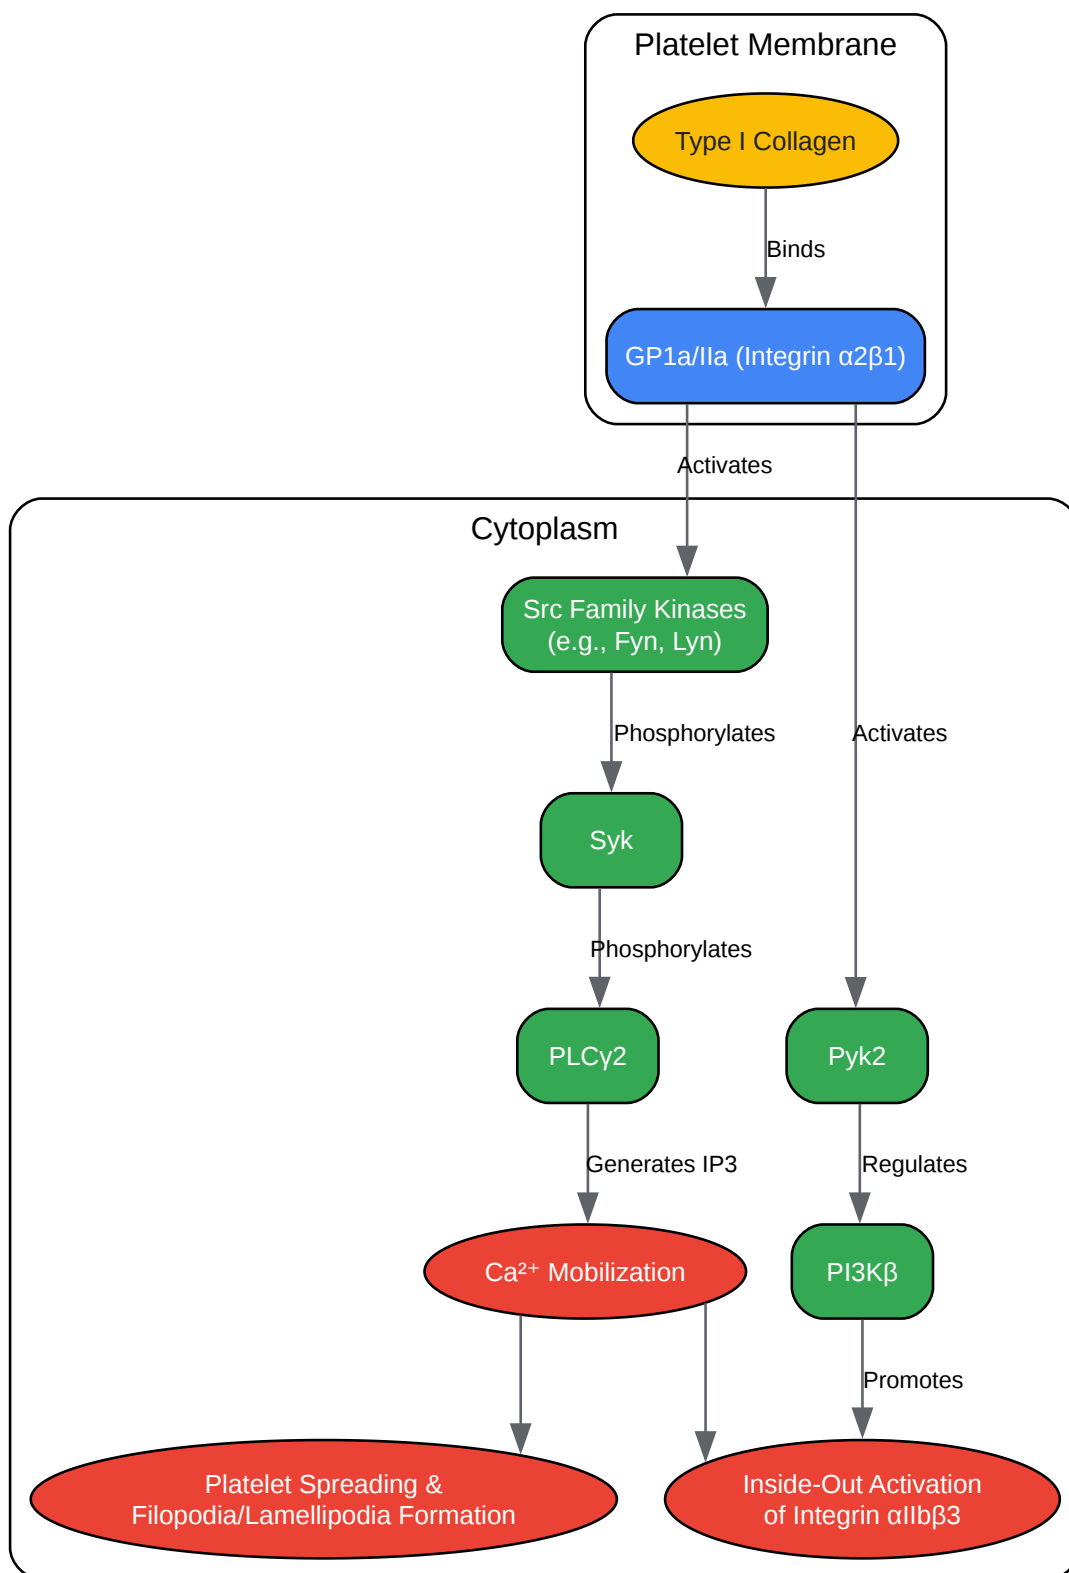 Platelet Membrane
Type I Collagen
Binds
GP1a/IIa (Integrin α2β1)
Activates
Cytoplasm
Src Family Kinases
(e.g., Fyn, Lyn)
Phosphorylates
Activates
Syk
Phosphorylates
PLCγ2
Pyk2
Generates IP3
Regulates
Ca²⁺ Mobilization
PI3Kβ
Promotes
Platelet Spreading &
Filopodia/Lamellipodia Formation
Inside-Out Activation
of Integrin αIIbβ3